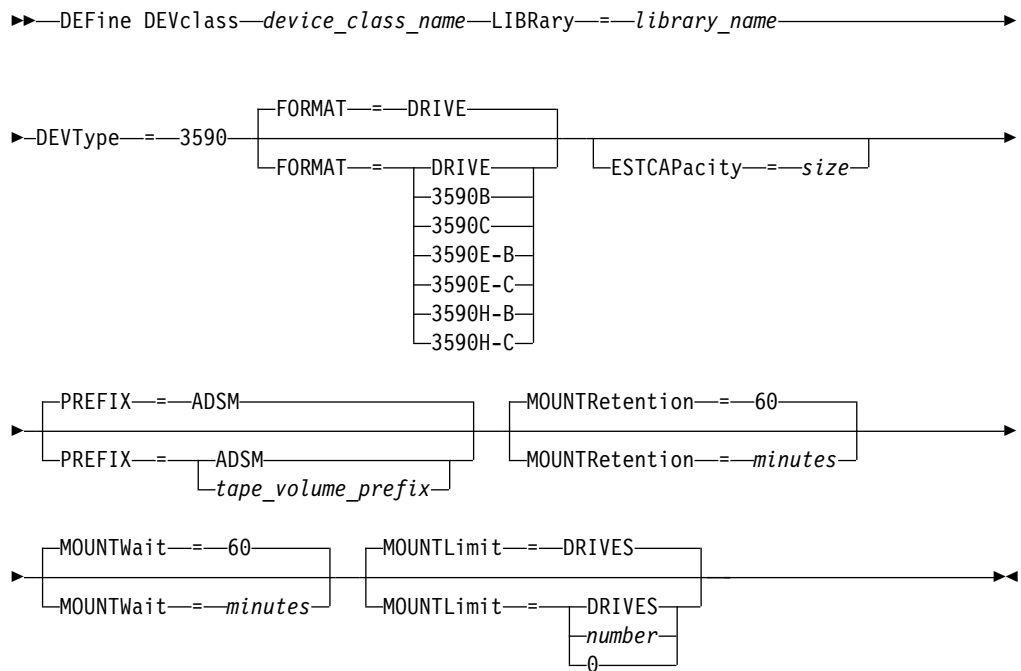 DEFine DEVclass device_class_name LIBRary = library_name
FORMAT = DRIVE
DEVType = 3590
FORMAT = DRIVE
ESTCAPacity = size
3590B
3590C
3590E-B
3590E-C
3590H-B
3590H-C
PREFIX = ADSM
MOUNTRetention = 60
PREFIX = ADSM
MOUNTRetention = minutes
tape_volume_prefix
MOUNTWait = 60
MOUNTLimit = DRIVES
MOUNTWait = minutes
MOUNTLimit = DRIVES
number
0